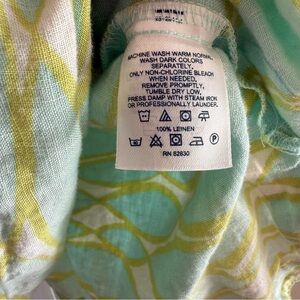 MACHINE WASH WARM NORMAL.
WASH DARK COLORS
SEPARATELY.
ONLY NON-CHLORINE BLEACH
WHEN NEEDED.
REMOVE PROMPTLY.
TUMBLE DRY LOW.
PRESS DAMP WITH STEAM IRON
OR PROFESSIONALLY LAUNDER.
100% LEINEN
RN 82830